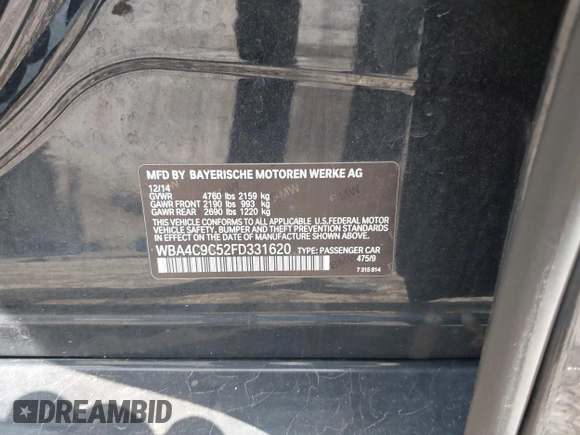 MFD BY BAYERISCHE MOTOREN WERKE AG
12/14
GVWR 4760 lbs 2159 kg
GAWR FRONT 2190 lbs 993 kg
GAWR REAR 2690 lbs 1220 kg
THIS VEHICLE CONFORMS TO ALL APPLICABLE U.S.FEDERAL MOTOR
VEHICLE SAFETY, BUMPER AND THEFT PREVENTION STANDARDS
IN EFFECT ON THE DATE OF MANUFACTURE SHOWN ABOVE.
WBA4C9C52FD331620 TYPE: PASSENGER CAR
475/9
7 315 814
DREAMBID